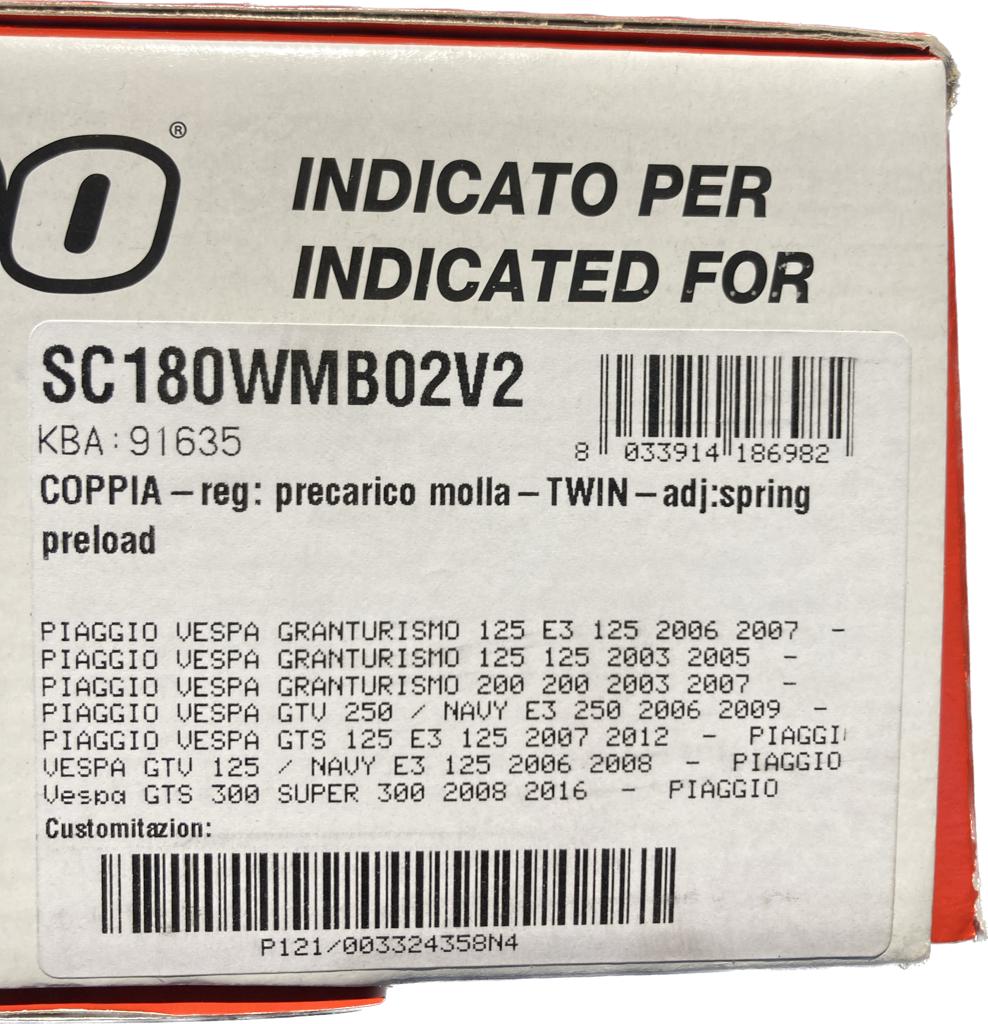 O®
INDICATO PER
INDICATED FOR
SC180WMB02V2
KBA:91635
8 033914 186982
COPPIA – reg: precarico molla – TWIN – adj:spring
preload
PIAGGIO VESPA GRANTURISMO 125 E3 125 2006 2007 -
PIAGGIO VESPA GRANTURISMO 125 125 2003 2005 -
PIAGGIO VESPA GRANTURISMO 200 200 2003 2007 -
PIAGGIO VESPA GTV 250 / NAVY E3 250 2006 2009 -
PIAGGIO VESPA GTS 125 E3 125 2007 2012 - PIAGGI
VESPA GTV 125 / NAVY E3 125 2006 2008 - PIAGGIO
Vespa GTS 300 SUPER 300 2008 2016 - PIAGGIO
Customitazion:
P121/003324358N4